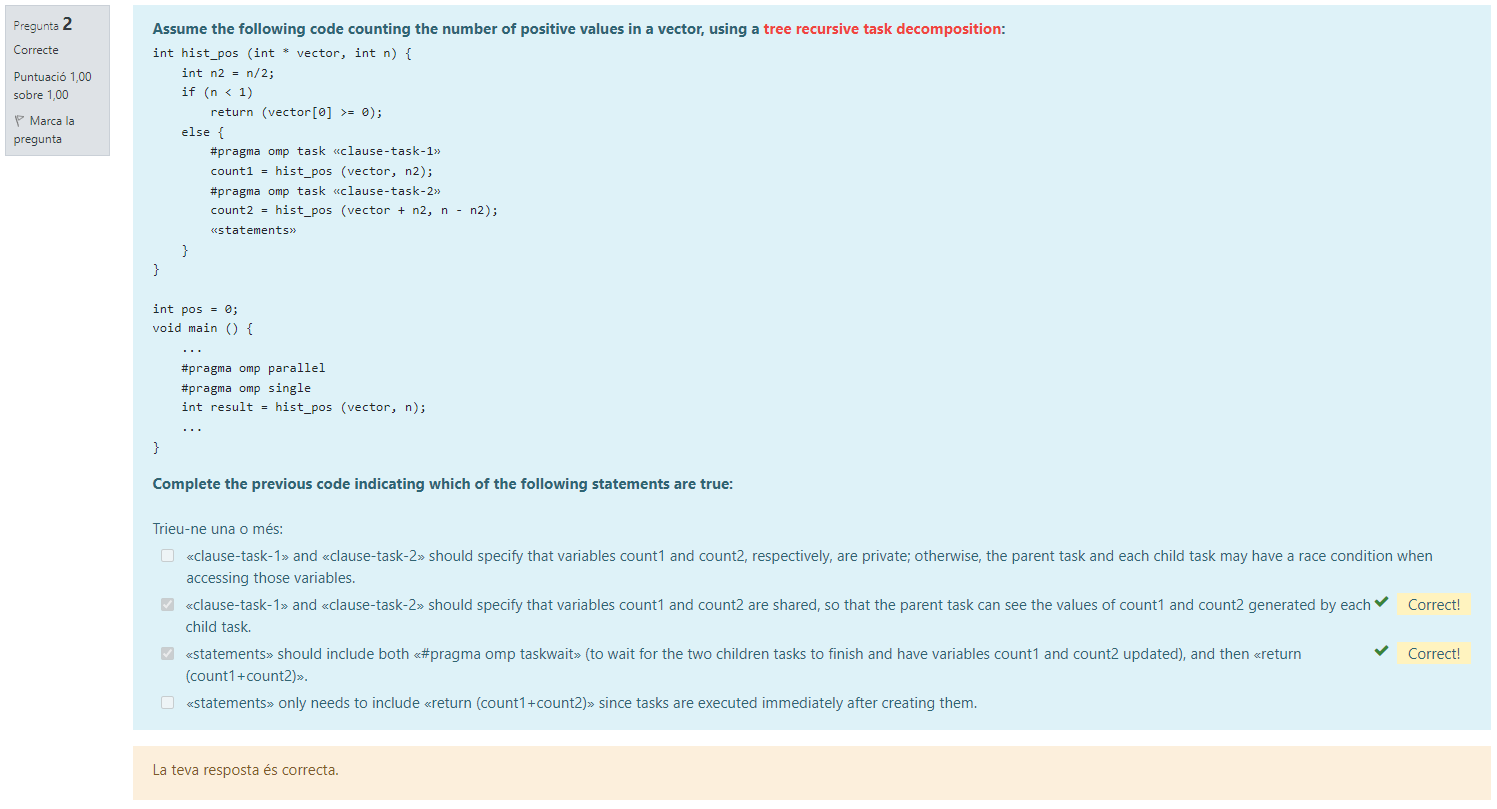 Pregunta 2
Correcte
Puntuació 1,00
sobre 1,00
Marca la
pregunta
Assume the following code counting the number of positive values in a vector, using a tree recursive task decomposition:
int hist_pos (int * vector, int n) {
    int n2 = n/2;
    if (n < 1)
        return (vector[0] >= 0);
    else {
        #pragma omp task «clause-task-1»
        count1 = hist_pos (vector, n2);
        #pragma omp task «clause-task-2»
        count2 = hist_pos (vector + n2, n - n2);
        «statements»
    }
}
int pos = 0;
void main () {
    ...
    #pragma omp parallel
    #pragma omp single
    int result = hist_pos (vector, n);
    ...
}
Complete the previous code indicating which of the following statements are true:
Trieu-ne una o més:
«clause-task-1» and «clause-task-2» should specify that variables count1 and count2, respectively, are private; otherwise, the parent task and each child task may have a race condition when
accessing those variables.
«clause-task-1» and «clause-task-2» should specify that variables count1 and count2 are shared, so that the parent task can see the values of count1 and count2 generated by each Correct!
child task.
«statements» should include both «#pragma omp taskwait» (to wait for the two children tasks to finish and have variables count1 and count2 updated), and then «return Correct!
(count1+count2)».
«statements» only needs to include «return (count1+count2)» since tasks are executed immediately after creating them.
La teva resposta és correcta.